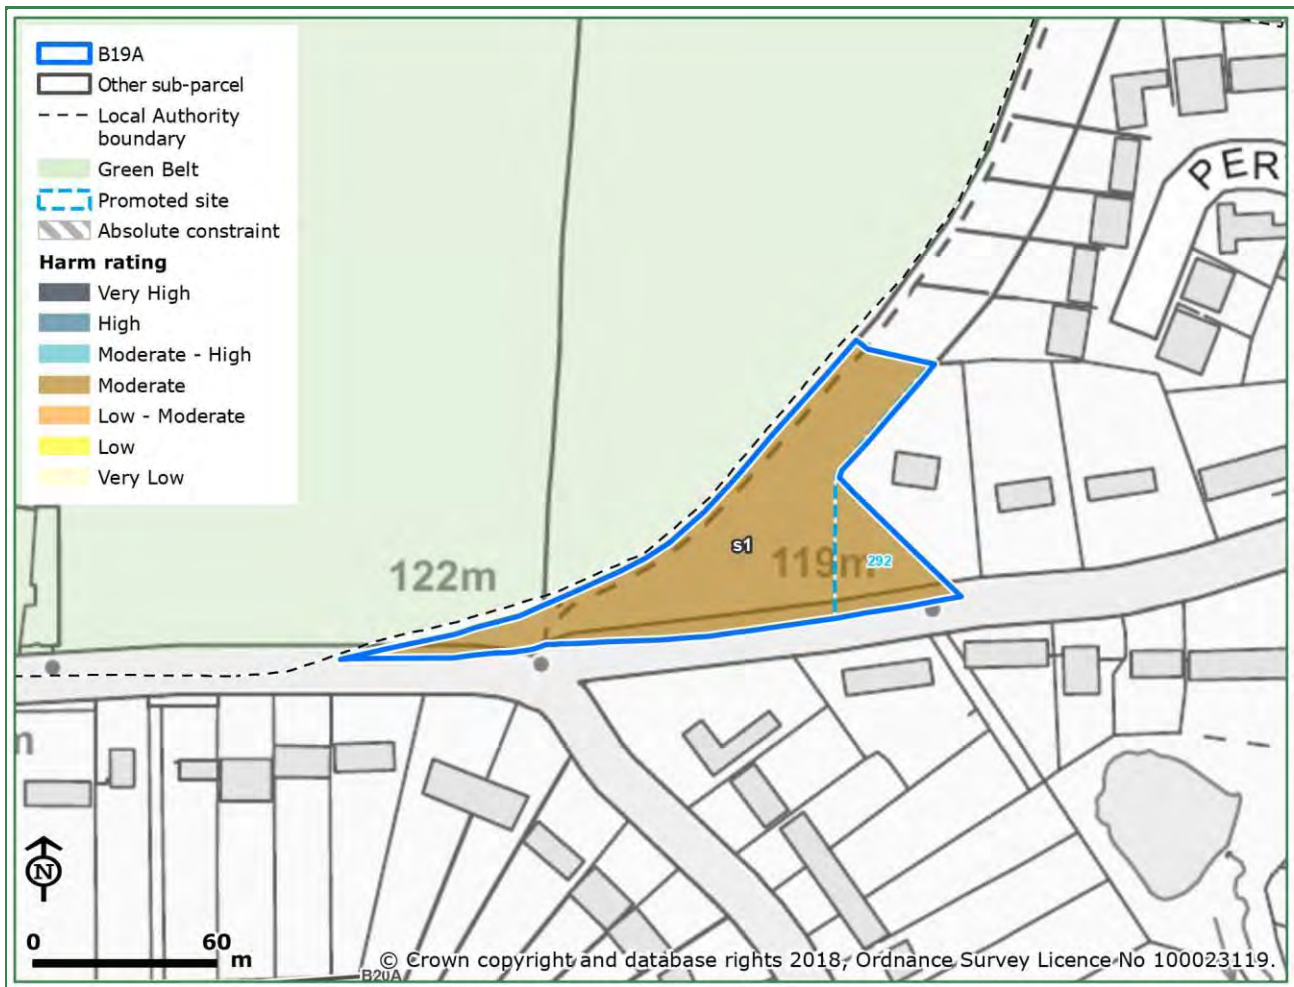 B19A
Other sub-parcel
Local Authority
boundary
Green Belt
Promoted site
Absolute constraint
Harm rating
Very High
High
Moderate - High
Moderate
Low - Moderate
Low
Very Low
PER
122m
s1
119m
292
N
0 60
m
B20A
© Crown copyright and database rights 2018, Ordnance Survey Licence No 100023119.